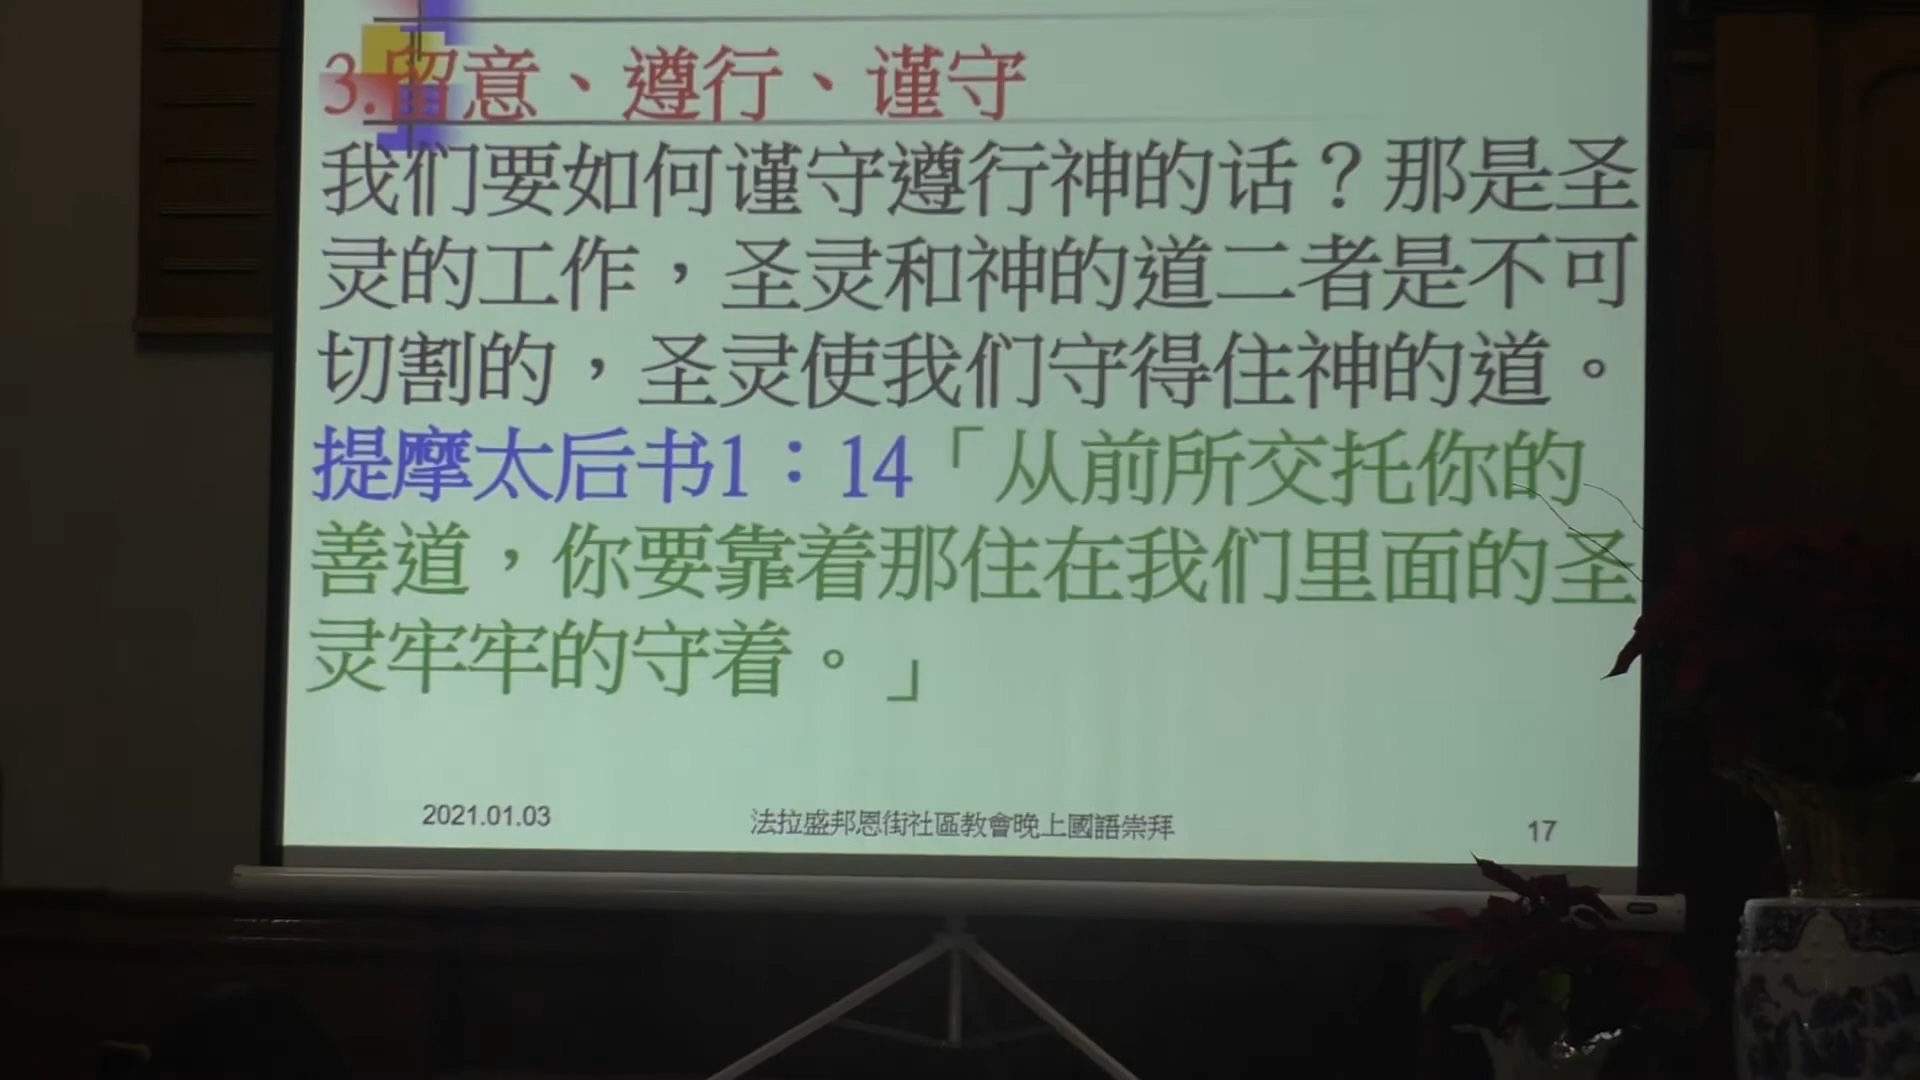 3.留意、遵行、谨守
我们要如何谨守遵行神的话？那是圣
灵的工作，圣灵和神的道二者是不可
切割的，圣灵使我们守得住神的道。
提摩太后书1：14「从前所交托你的
善道，你要靠着那住在我们里面的圣
灵牢牢的守着。」
2021.01.03
法拉盛邦恩街社區教會晚上國語崇拜
17